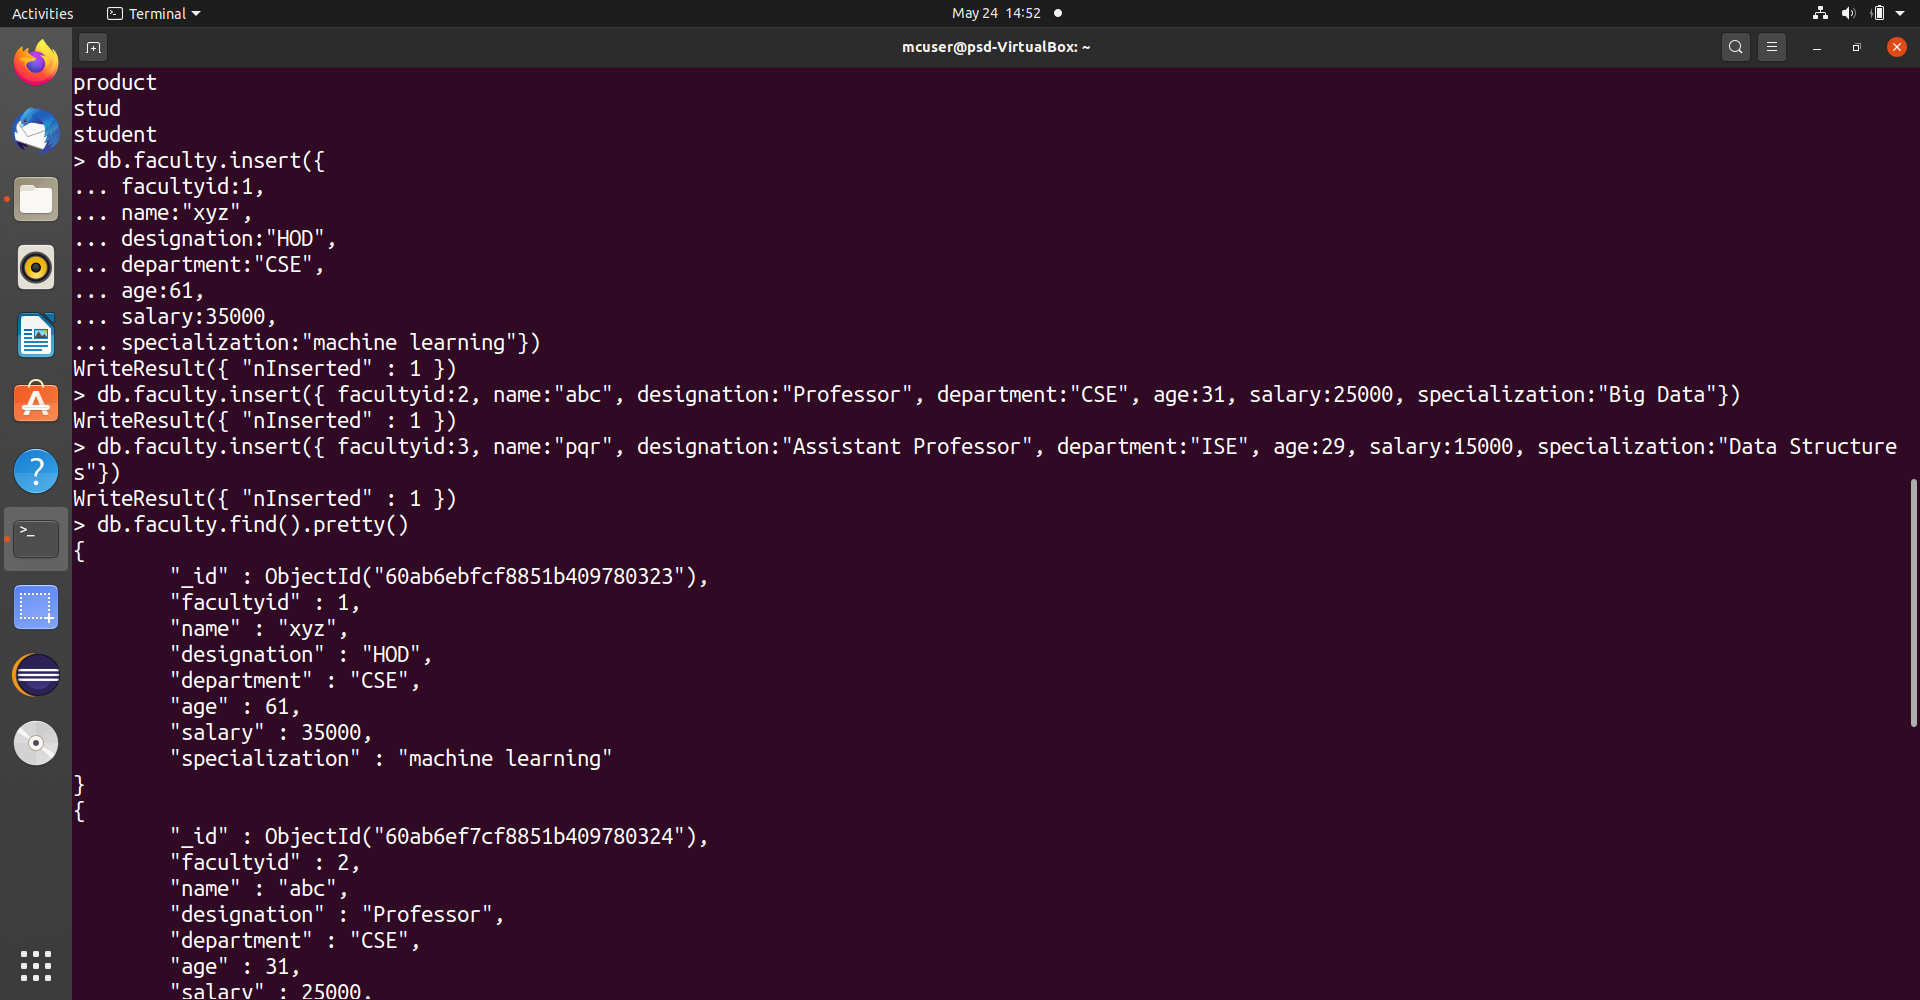 Activities
Terminal
May 24 14:52
mcuser@psd-VirtualBox: ~
product
stud
student
> db.faculty.insert({
... facultyid:1,
... name:"xyz",
... designation:"HOD",
... department:"CSE",
... age:61,
... salary:35000,
... specialization:"machine learning"})
WriteResult({ "nInserted" : 1 })
> db.faculty.insert({ facultyid:2, name:"abc", designation:"Professor", department:"CSE", age:31, salary:25000, specialization:"Big Data"})
WriteResult({ "nInserted" : 1 })
> db.faculty.insert({ facultyid:3, name:"pqr", designation:"Assistant Professor", department:"ISE", age:29, salary:15000, specialization:"Data Structure
s"})
WriteResult({ "nInserted" : 1 })
> db.faculty.find().pretty()
{
"_id" : ObjectId("60ab6ebfcf8851b409780323"),
"facultyid" : 1,
"name" : "xyz",
"designation" : "HOD",
"department" : "CSE",
"age" : 61,
"salary" : 35000,
"specialization" : "machine learning"
}
{
"_id" : ObjectId("60ab6ef7cf8851b409780324"),
"facultyid" : 2,
"name" : "abc",
"designation" : "Professor",
"department" : "CSE",
"age" : 31,
"salary" : 25000,